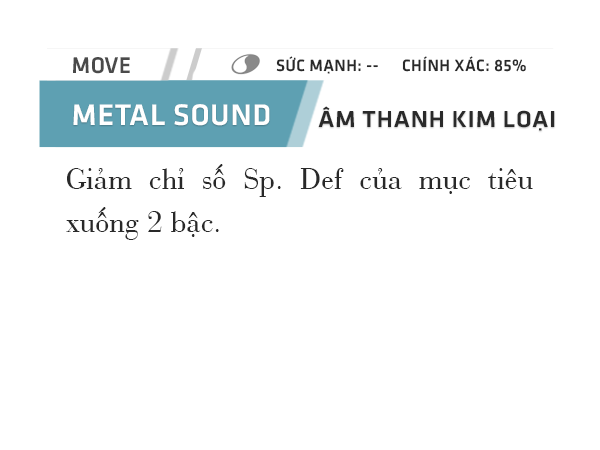 MOVE SỨC MẠNH: -- CHÍNH XÁC: 85%
METAL SOUND ÂM THANH KIM LOẠI
Giảm chỉ số Sp. Def của mục tiêu
xuống 2 bậc.